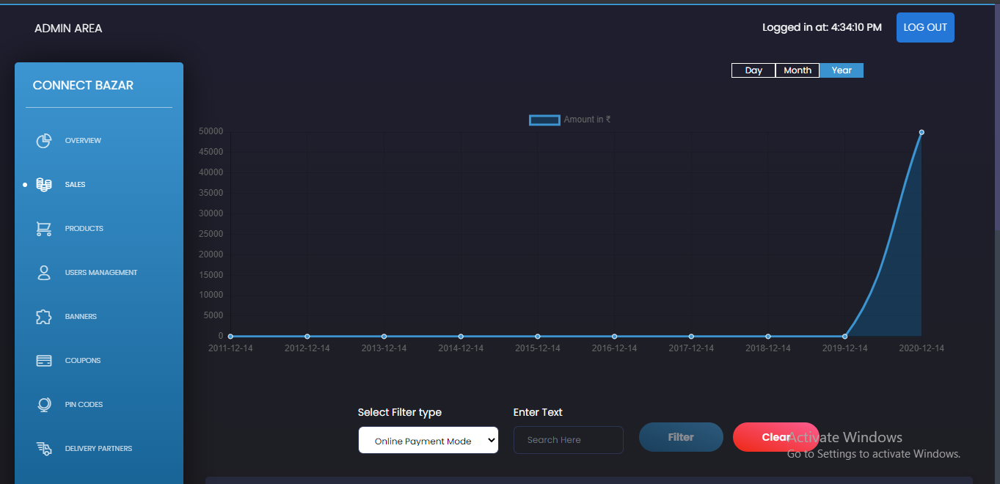 ADMIN AREA
Logged in at: 4:34:10 PM
LOG OUT
CONNECT BAZAR
OVERVIEW
SALES
PRODUCTS
USERS MANAGEMENT
BANNERS
COUPONS
PIN CODES
DELIVERY PARTNERS
Day Month Year
Amount in ₹
50000
45000
40000
35000
30000
25000
20000
15000
10000
5000
0
2011-12-14 2012-12-14 2013-12-14 2014-12-14 2015-12-14 2016-12-14 2017-12-14 2018-12-14 2019-12-14 2020-12-14
Select Filter type
Enter Text
Online Payment Mode
Search Here
Filter
Clear
Activate Windows
Go to Settings to activate Windows.